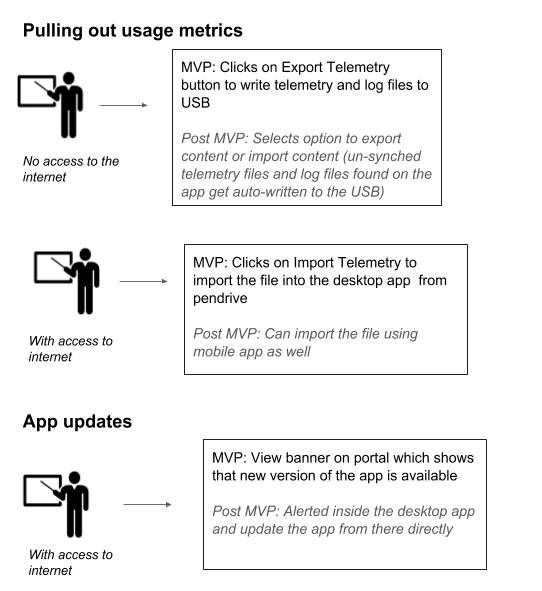 Pulling out usage metrics
MVP: Clicks on Export Telemetry
button to write telemetry and log files to
USB
Post MVP: Selects option to export
content or import content (un-synched
telemetry files and log files found on the
app get auto-written to the USB)
No access to the
internet
MVP: Clicks on Import Telemetry to
import the file into the desktop app from
pendrive
Post MVP: Can import the file using
mobile app as well
With access to
internet
App updates
MVP: View banner on portal which shows
that new version of the app is available
Post MVP: Alerted inside the desktop app
and update the app from there directly
With access to
internet